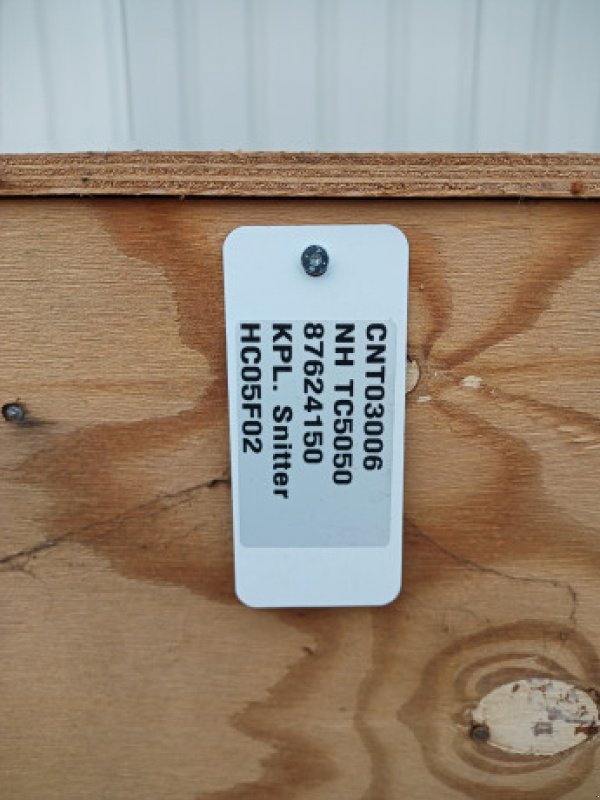 CNT03006
NH TC5050
87624150
KPL. Snitter
HC05F02